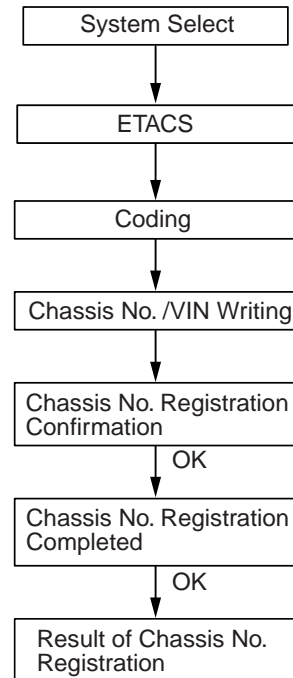 System Select
ETACS
Coding
Chassis No. /VIN Writing
Chassis No. Registration
Confirmation
OK
Chassis No. Registration
Completed
OK
Result of Chassis No.
Registration